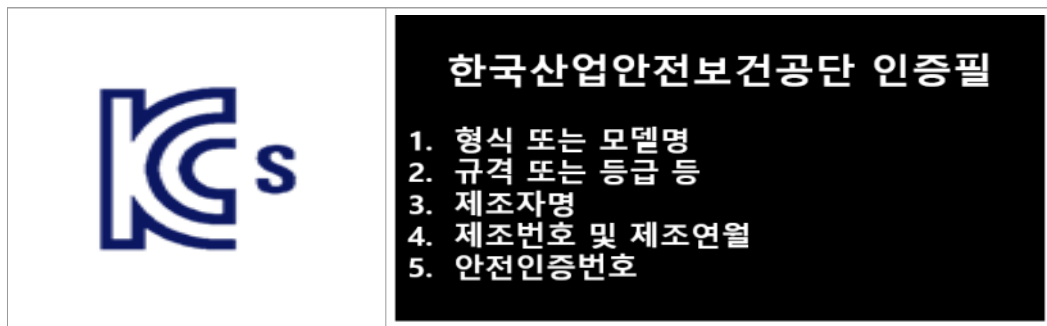 KCs
한국산업안전보건공단 인증필
1. 형식 또는 모델명
2. 규격 또는 등급 등
3. 제조자명
4. 제조번호 및 제조연월
5. 안전인증번호